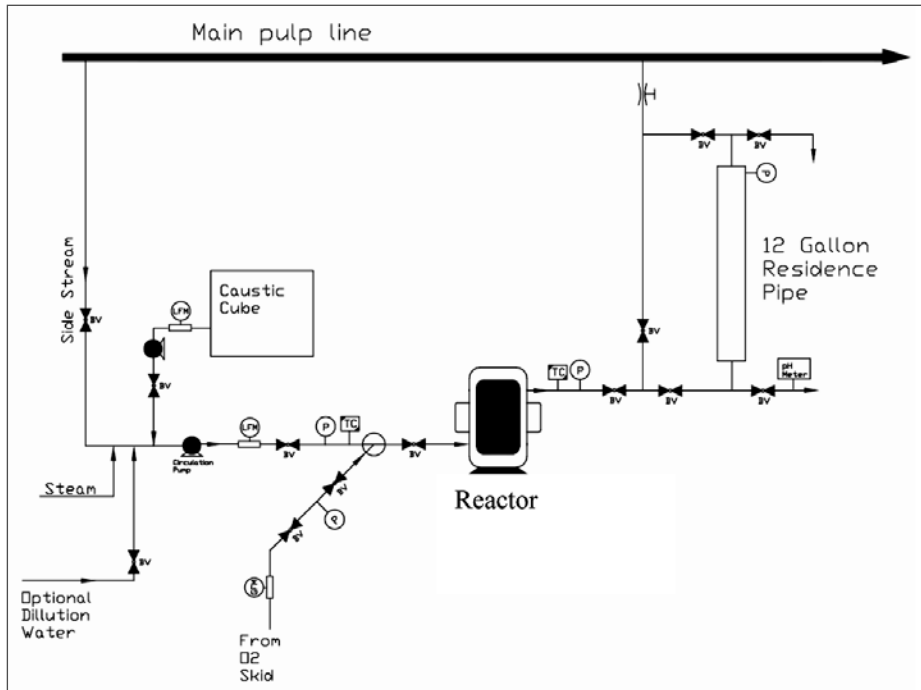 Main pulp line
BV
BV
P
12 Gallon
Residence
Pipe
Side Stream
BV
LFM
Caustic
Cube
BV
BV
TC
P
pH
Meter
BV
BV
BV
LFM
P
TC
BV
BV
Circulation
Pump
Reactor
Steam
BV
P
BV
BV
Optional
Dillution
Water
From
O2
Skid